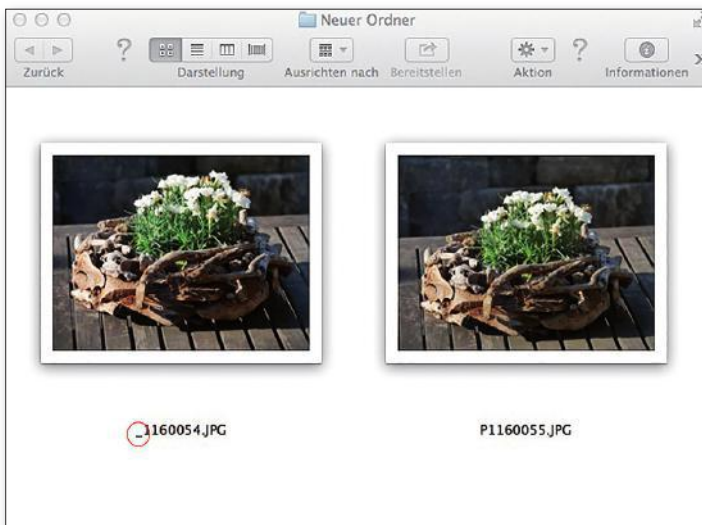 Neuer Ordner
Zurück
Darstellung
Ausrichten nach
Bereitstellen
Aktion
Informationen
_1160054.JPG
P1160055.JPG